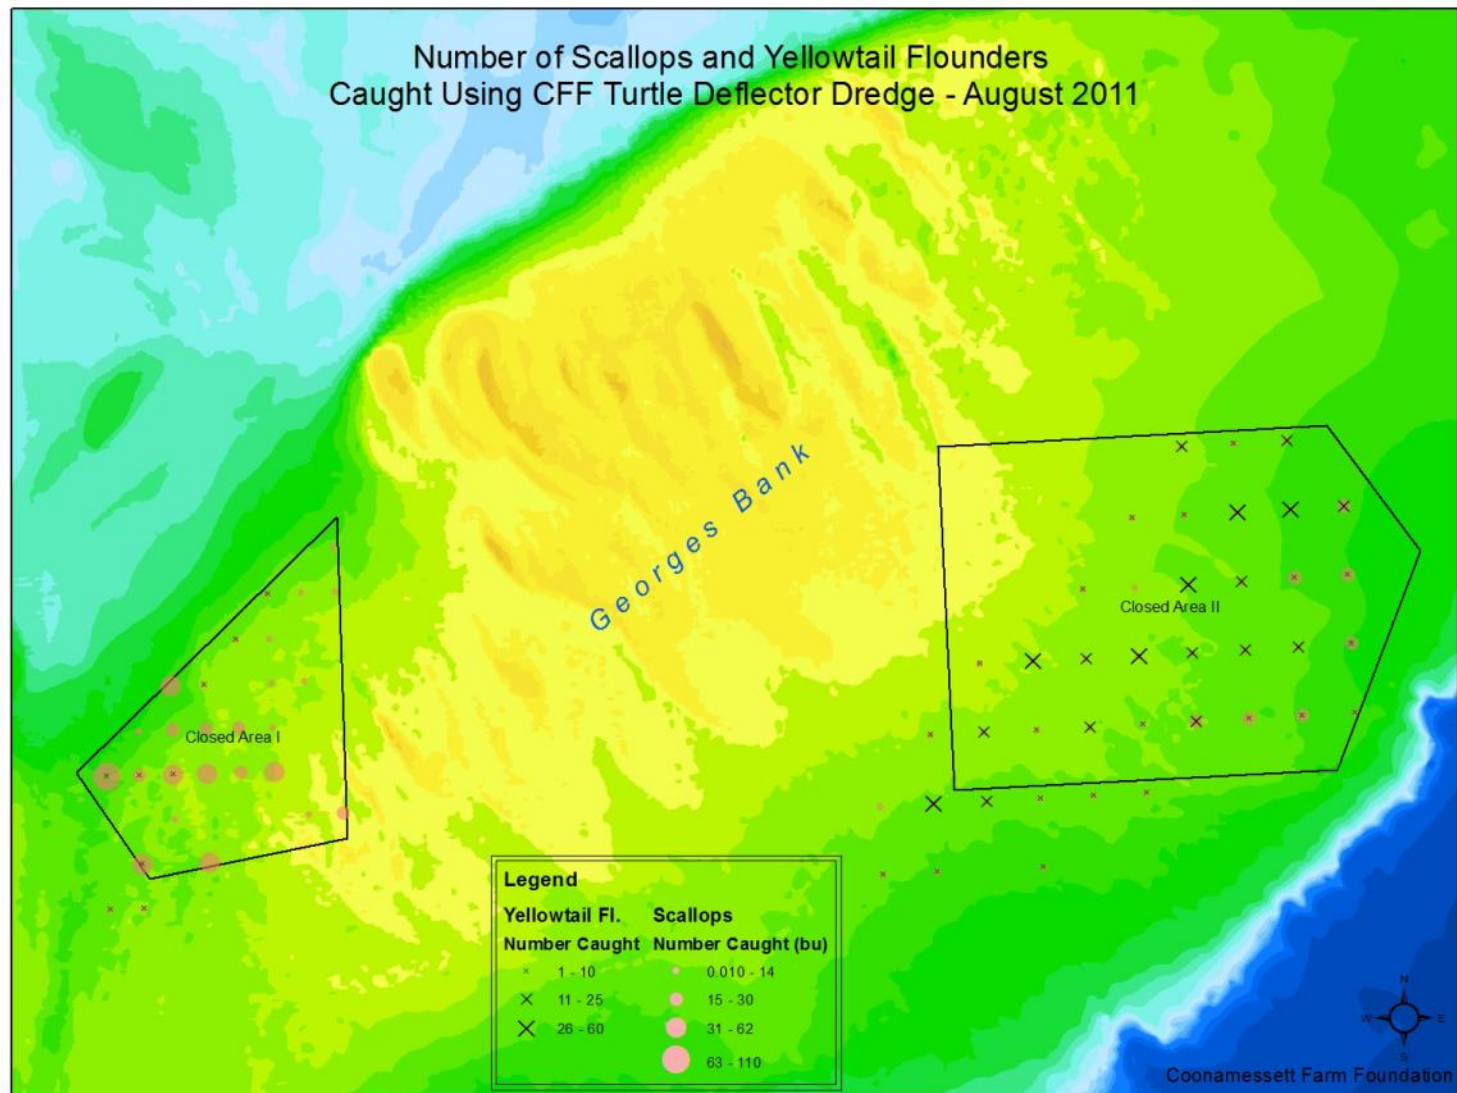 Number of Scallops and Yellowtail Flounders
Caught Using CFF Turtle Deflector Dredge - August 2011
Georges Bank
Closed Area II
Closed Area I
Legend
Yellowtail Fl. Scallops
Number Caught Number Caught (bu)
1 - 10 0.010 - 14
11 - 25 15 - 30
26 - 60 31 - 62
63 - 110
N
W E
S
Coonamessett Farm Foundation